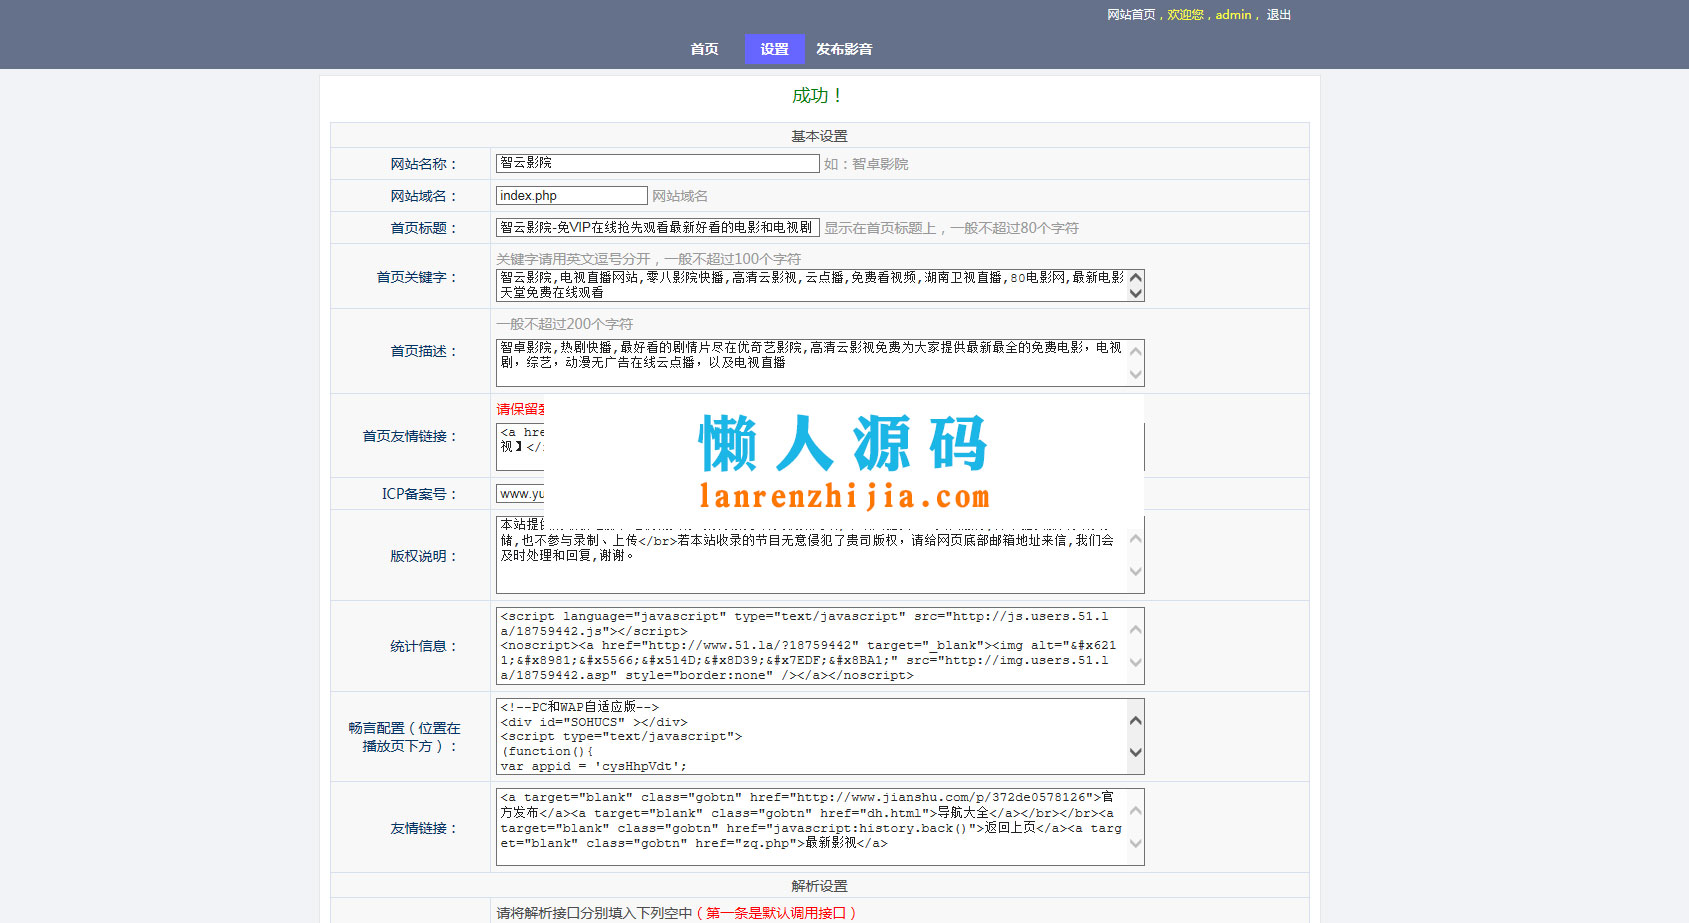 网站首页，欢迎您，admin， 退出
首页 设置 发布影音
成功！
基本设置
网站名称： 智云影院 如：智卓影院
网站域名： index.php 网站域名
首页标题： 智云影院-免VIP在线抢先观看最新好看的电影和电视剧 显示在首页标题上，一般不超过80个字符
关键字请用英文逗号分开，一般不超过100个字符
首页关键字： 智云影院,电视直播网站,零八影院快播,高清云影视,云点播,免费看视频,湖南卫视直播,80电影网,最新电影
天堂免费在线观看
一般不超过200个字符
首页描述： 智卓影院,热剧快播,最好看的剧情片尽在优奇艺影院,高清云影视免费为大家提供最新最全的免费电影，电视
剧，综艺，动漫无广告在线云点播，以及电视直播
请保留
首页友情链接： <a hre
视】</
懒人源码
lanrenzhijia.com
ICP备案号： www.yu
本站提
版权说明： 储,也不参与录制、上传</br>若本站收录的节目无意侵犯了贵司版权，请给网页底部邮箱地址来信,我们会
及时处理和回复,谢谢。
统计信息： <script language="javascript" type="text/javascript" src="http://js.users.51.l
a/18759442.js"></script>
<noscript><a href="http://www.51.la/?18759442" target="_blank"><img alt="&#x621
1;&#x8981;&#x5566;&#x514D;&#x8D39;&#x7EDF;&#x8BA1;" src="http://img.users.51.l
a/18759442.asp" style="border:none" /></a></noscript>
畅言配置（位置在
播放页下方）：
<!--PC和WAP自适应版-->
<div id="SOHUCS" ></div>
<script type="text/javascript">
(function(){
var appid = 'cysHhpVdt';
友情链接： <a target="blank" class="gobtn" href="http://www.jianshu.com/p/372de0578126">官
方发布</a><a target="blank" class="gobtn" href="dh.html">导航大全</a></br></br><a
target="blank" class="gobtn" href="javascript:history.back()">返回上页</a><a targ
et="blank" class="gobtn" href="zq.php">最新影视</a>
解析设置
请将解析接口分别填入下列空中（第一条是默认调用接口）